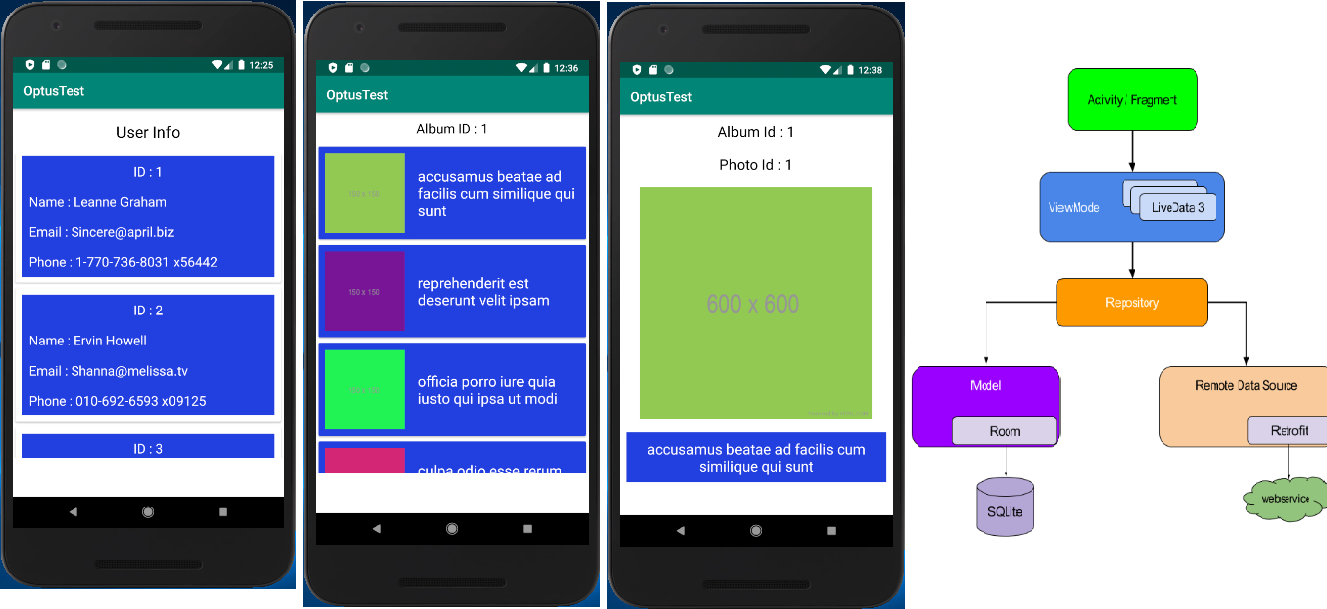 12:25
OptusTest
User Info
ID : 1
Name : Leanne Graham
Email : Sincere@april.biz
Phone : 1-770-736-8031 x56442
ID : 2
Name : Ervin Howell
Email : Shanna@melissa.tv
Phone : 010-692-6593 x09125
ID : 3
12:36
OptusTest
Album ID : 1
150 x 150
accusamus beatae ad
facilis cum similique qui
sunt
150 x 150
reprehenderit est
deserunt velit ipsam
150 x 150
officia porro iure quia
iusto qui ipsa ut modi
culpa odio esse rerum
12:38
OptusTest
Album Id : 1
Photo Id : 1
600 x 600
accusamus beatae ad facilis cum
similique qui sunt
Acivity / Fragment
ViewMode
LiveData 3
Repository
Model
Room
SQLite
Remote Data Source
Retrofit
webservice